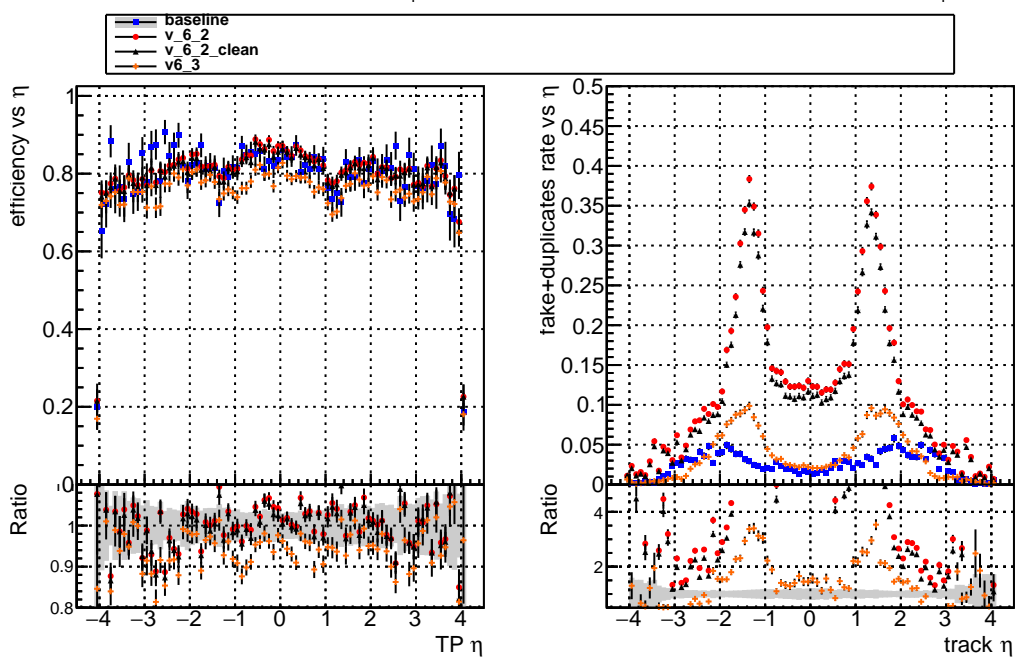 baseline
v_6_2
v_6_2_clean
v6_3
efficiency vs η
1
0.8
0.6
0.4
0.2
0
Ratio
1
0.9
0.8
−4 −3 −2 −1 0 1 2 3 4
TP η
fake+duplicates rate vs η
0.5
0.45
0.4
0.35
0.3
0.25
0.2
0.15
0.1
0.05
0
Ratio
4
2
−4 −3 −2 −1 0 1 2 3 4
track η